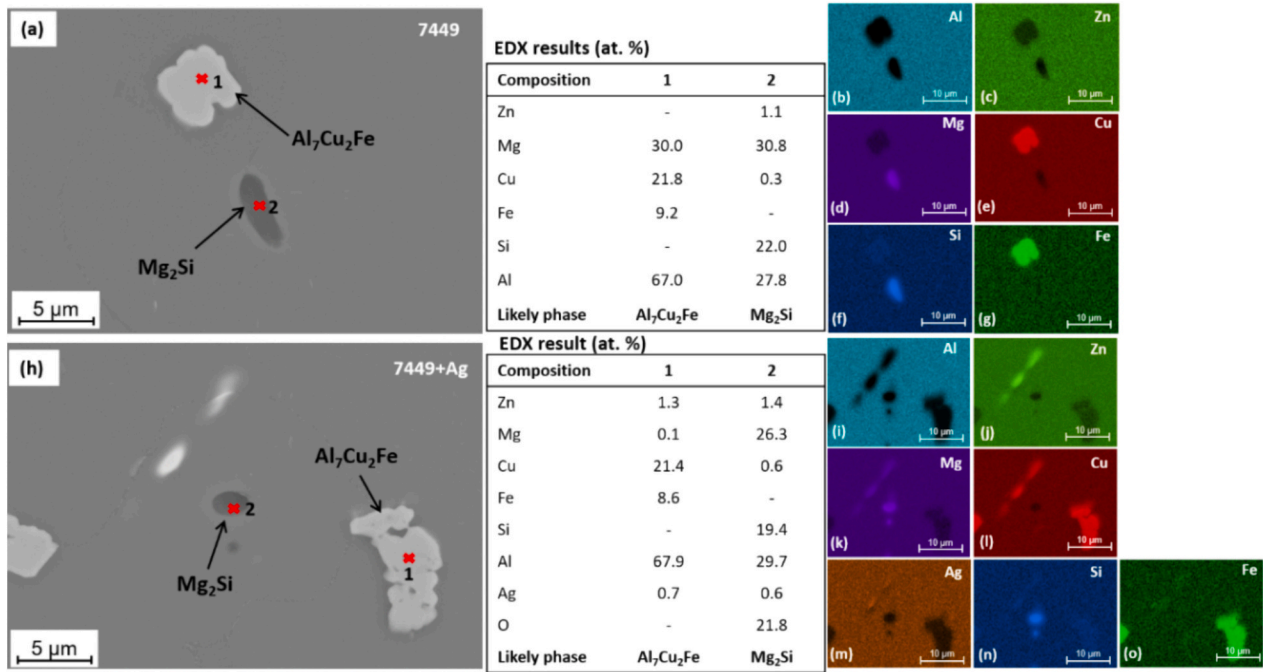 (a)
7449
1
Al7Cu2Fe
2
Mg2Si
5 µm
EDX results (at. %)
Composition 1 2
Zn - 1.1
Mg 30.0 30.8
Cu 21.8 0.3
Fe 9.2 -
Si - 22.0
Al 67.0 27.8
Likely phase Al7Cu2Fe Mg2Si
Al
(b) 10 µm
Zn
(c) 10 µm
Mg
(d) 10 µm
Cu
(e) 10 µm
Si
(f) 10 µm
Fe
(g) 10 µm
(h)
7449+Ag
Al7Cu2Fe
2
1
Mg2Si
5 µm
EDX result (at. %)
Composition 1 2
Zn 1.3 1.4
Mg 0.1 26.3
Cu 21.4 0.6
Fe 8.6 -
Si - 19.4
Al 67.9 29.7
Ag 0.7 0.6
O - 21.8
Likely phase Al7Cu2Fe Mg2Si
Al
(i) 10 µm
Zn
(j) 10 µm
Mg
(k) 10 µm
Cu
(l) 10 µm
Ag
(m) 10 µm
Si
(n) 10 µm
Fe
(o) 10 µm